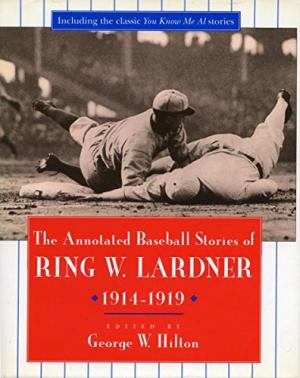 Including the classic You Know Me Al stories
The Annotated Baseball Stories of
RING W. LARDNER
1914-1919
EDITED BY
George W. Hilton